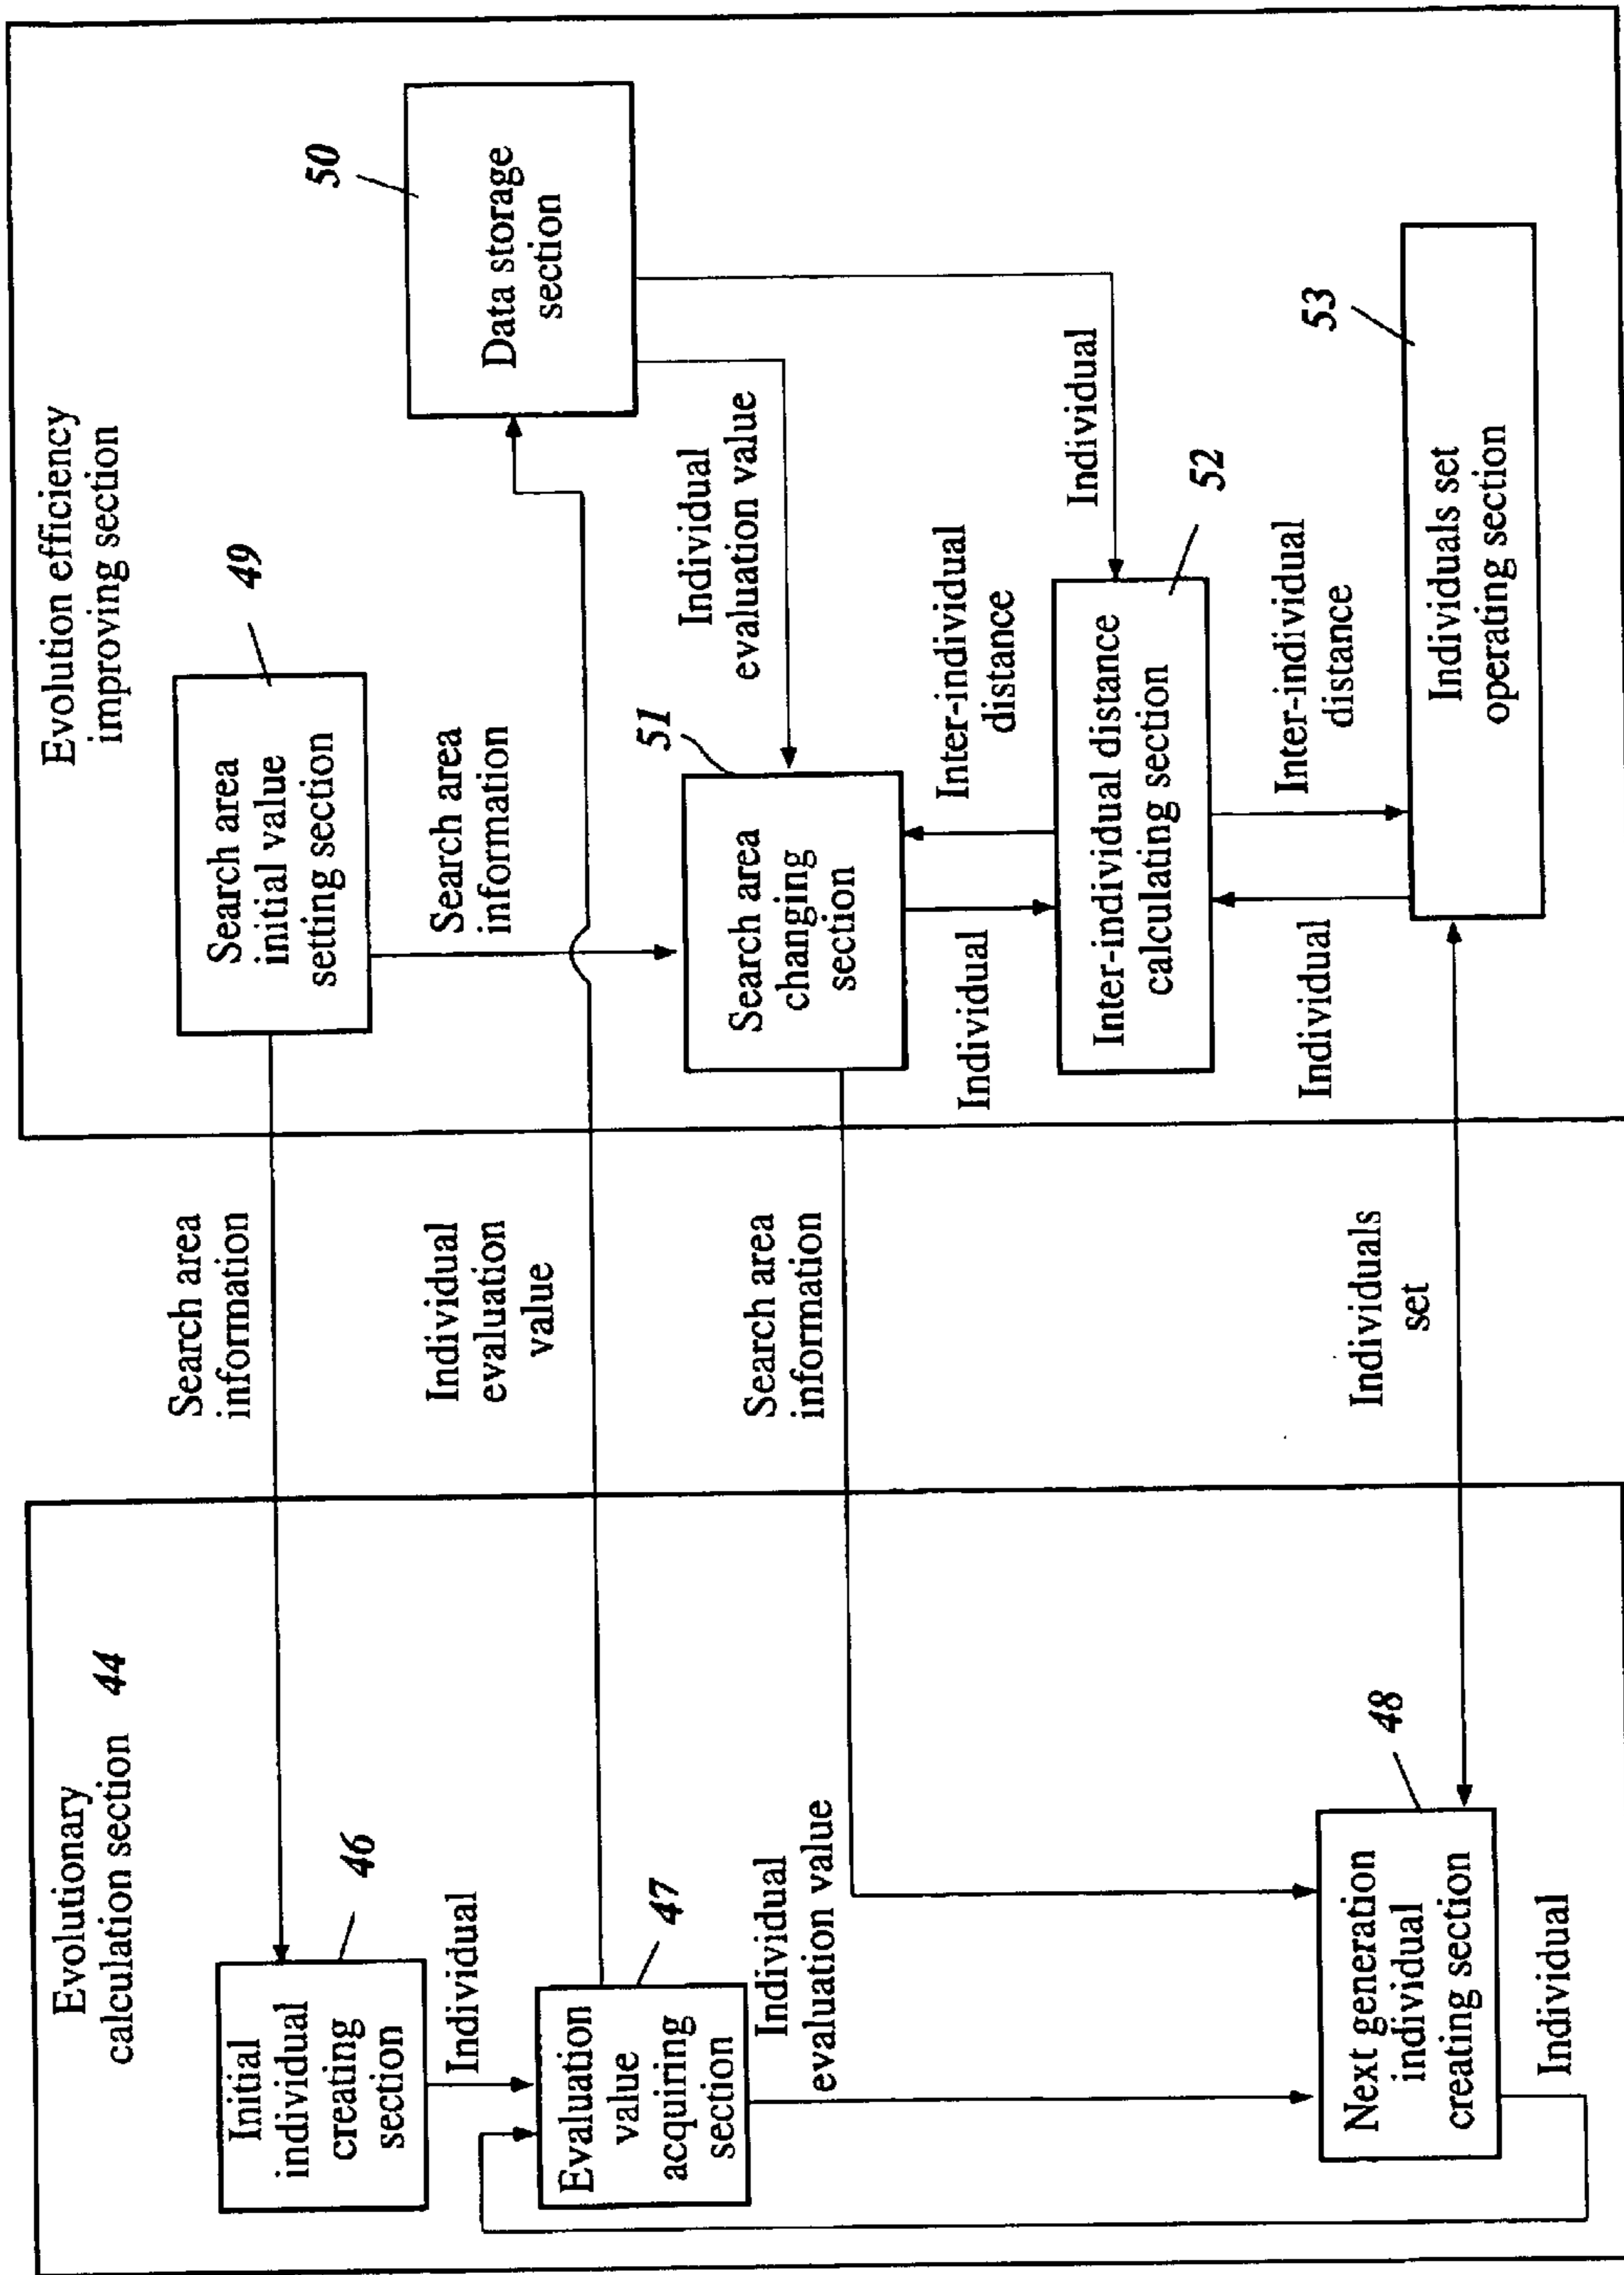 Evolutionary
calculation section 44
Initial
individual
creating
section
46
Individual
Evaluation
value
acquiring
section
47
Individual
evaluation value
Next generation
individual
creating section
48
Individual
Search area
information
Individual
evaluation
value
Search area
information
Individuals
set
Evolution efficiency
improving section
Search area
initial value
setting section
49
Search area
information
50
Data storage
section
Individual
evaluation value
51
Search area
changing
section
Individual
Inter-individual
distance
Individual
Inter-individual distance
calculating section
52
Individual
Inter-individual
distance
53
Individuals set
operating section